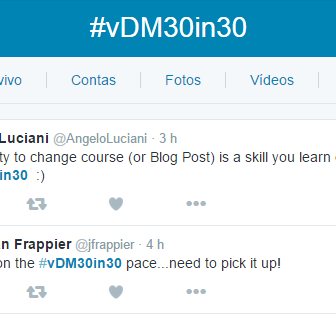 #vDM30in30
vivo Contas Fotos Vídeos
Luciani @AngeloLuciani · 3 h
ty to change course (or Blog Post) is a skill you learn
in30 :)
n Frappier @jfrappier · 4 h
on the #vDM30in30 pace...need to pick it up!